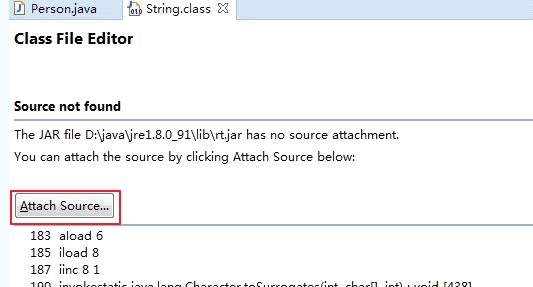 Person.java
String.class
Class File Editor
Source not found
The JAR file D:\java\jre1.8.0_91\lib\rt.jar has no source attachment.
You can attach the source by clicking Attach Source below:
Attach Source...
183 aload 6
185 iload 8
187 iinc 8 1
190 invokestatic java.lang.Character.toSurrogates(int, char[], int) : void [438]